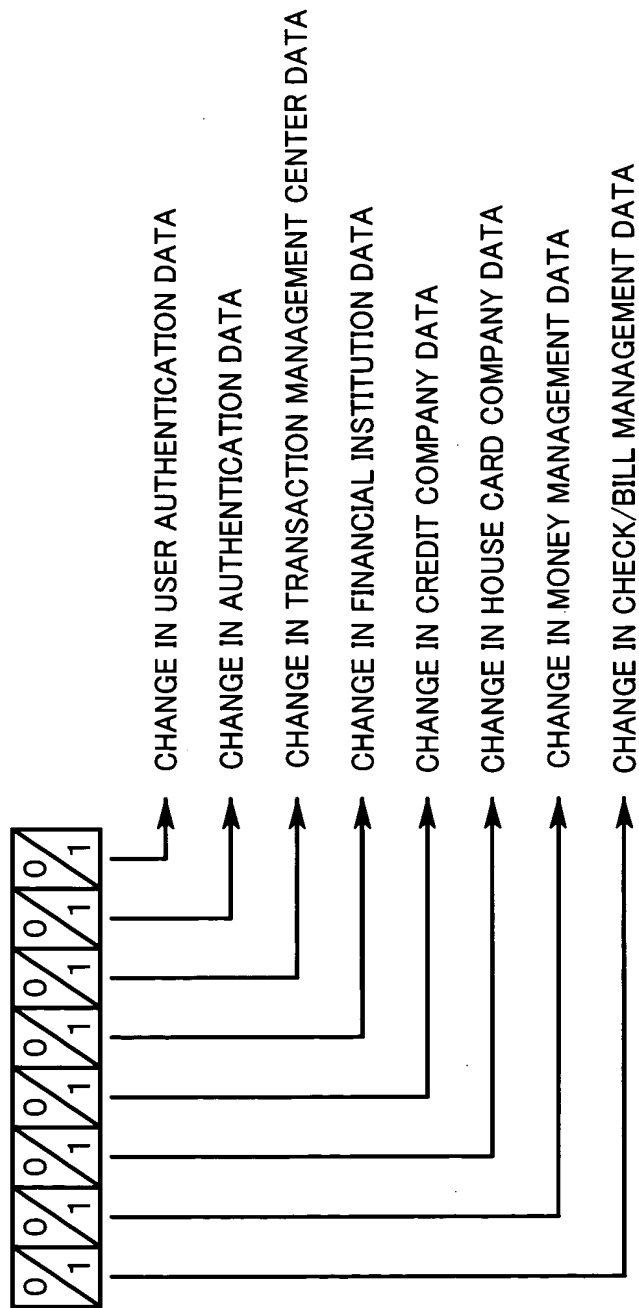 0/1 0/1 0/1 0/1 0/1 0/1 0/1 0/1
CHANGE IN USER AUTHENTICATION DATA
CHANGE IN AUTHENTICATION DATA
CHANGE IN TRANSACTION MANAGEMENT CENTER DATA
CHANGE IN FINANCIAL INSTITUTION DATA
CHANGE IN CREDIT COMPANY DATA
CHANGE IN HOUSE CARD COMPANY DATA
CHANGE IN MONEY MANAGEMENT DATA
CHANGE IN CHECK/BILL MANAGEMENT DATA